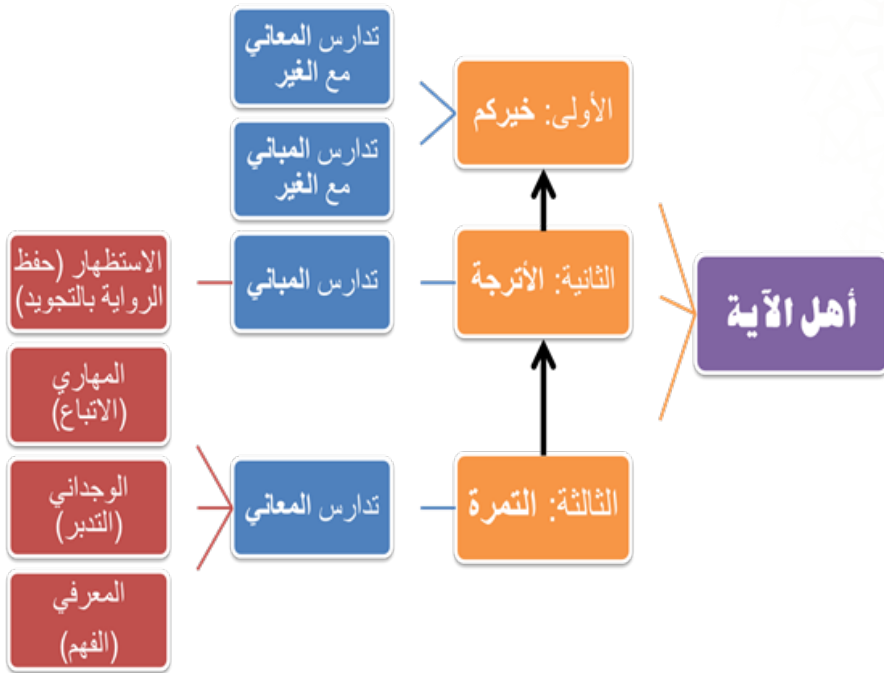 أهل الآية
الأولى: خيركم
تدارس المعاني
مع الغير
تدارس المباني
مع الغير
الثانية: الأترجة
تدارس المباني
الاستظهار (حفظ
الرواية بالتجويد)
الثالثة: التمرة
تدارس المعاني
المهاري
(الاتباع)
الوجداني
(التدبر)
المعرفي
(الفهم)